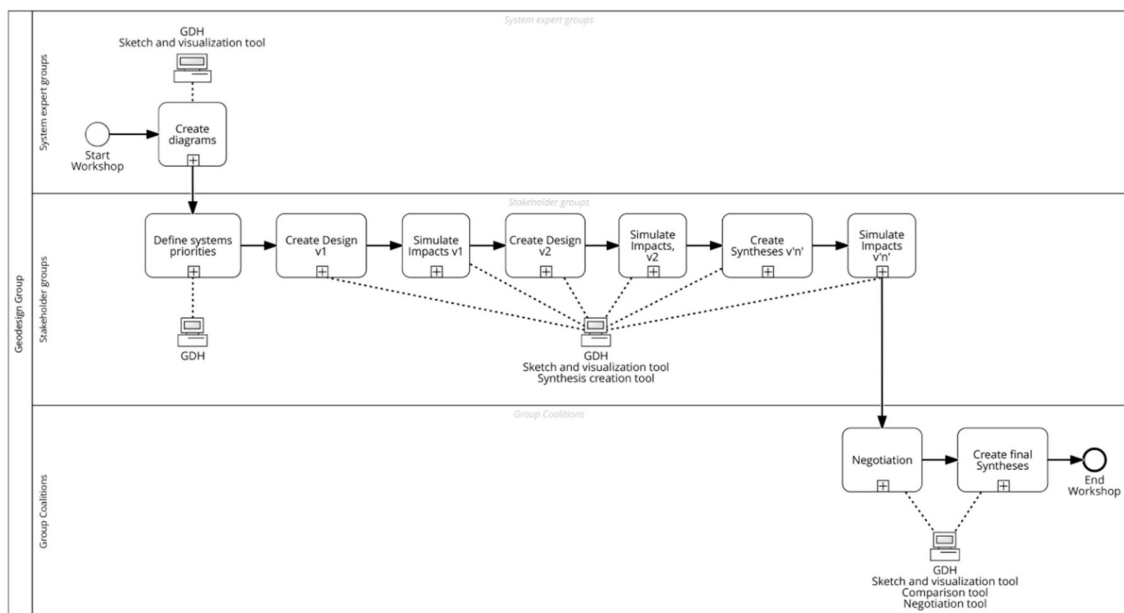 System expert groups
GDH
Sketch and visualization tool
System expert groups
Create
diagrams
Start
Workshop
Geodesign Group
Stakeholder groups
Stakeholder groups
Define systems
priorities
Create Design
v1
Simulate
Impacts v1
Create Design
v2
Simulate
Impacts,
v2
Create
Syntheses v'n'
Simulate
Impacts
v'n'
GDH
GDH
Sketch and visualization tool
Synthesis creation tool
Group Coalitions
Group Coalitions
Negotiation
Create final
Syntheses
End
Workshop
GDH
Sketch and visualization tool
Comparison tool
Negotiation tool